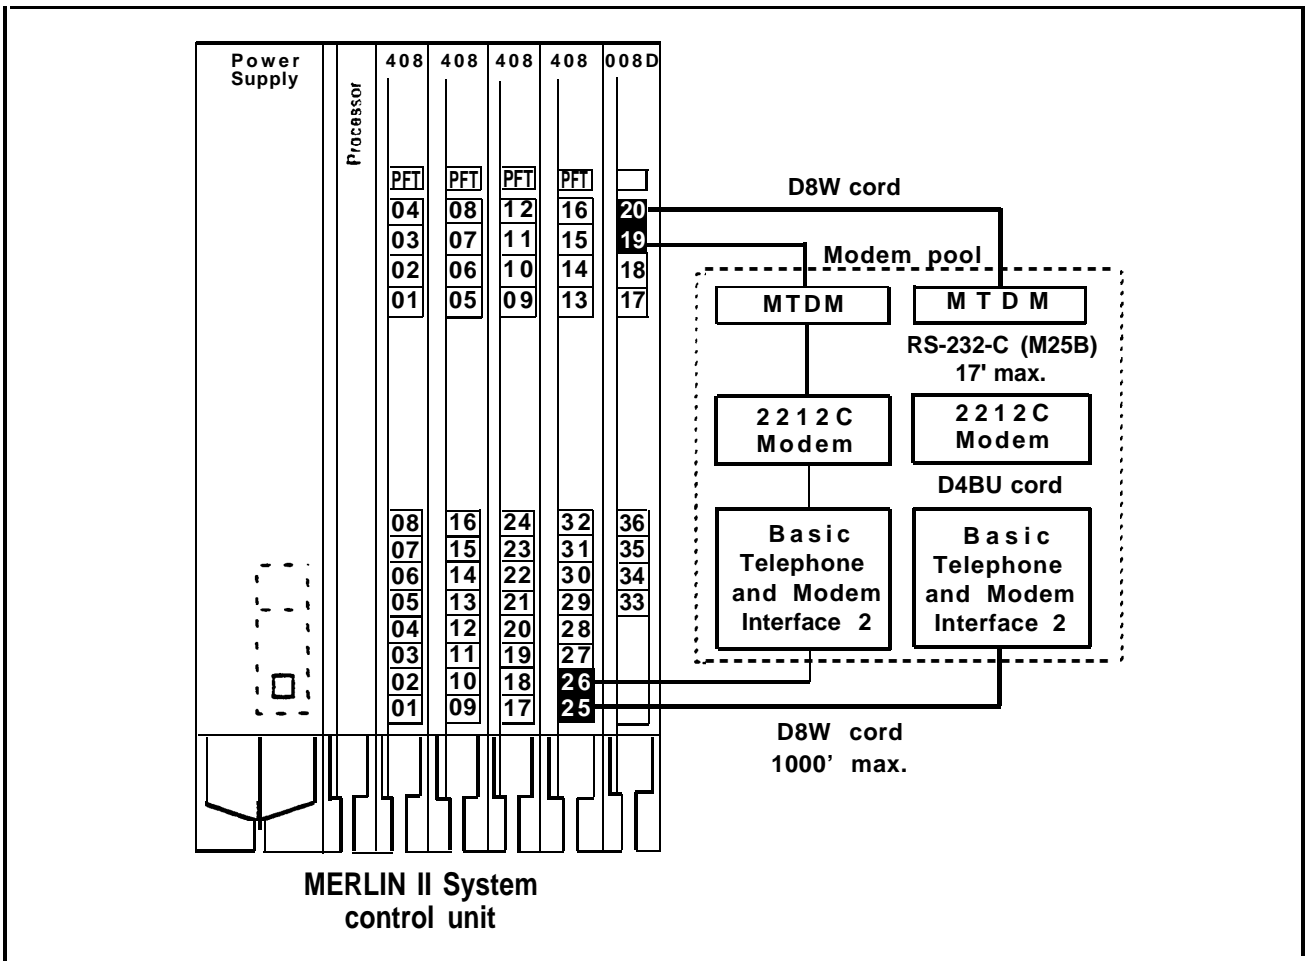 Power Supply
Processor
408 408 408 408 008D
PFT PFT PFT PFT
04 08 12 16 20
03 07 11 15 19
02 06 10 14 18
01 05 09 13 17
D8W cord
Modem pool
MTDM
MTDM
RS-232-C (M25B)
17' max.
2212C
Modem
2212C
Modem
D4BU cord
Basic
Telephone
and Modem
Interface 2
Basic
Telephone
and Modem
Interface 2
08 16 24 32 36
07 15 23 31 35
06 14 22 30 34
05 13 21 29 33
04 12 20 28
03 11 19 27
02 10 18 26
01 09 17 25
D8W cord
1000' max.
MERLIN II System
control unit